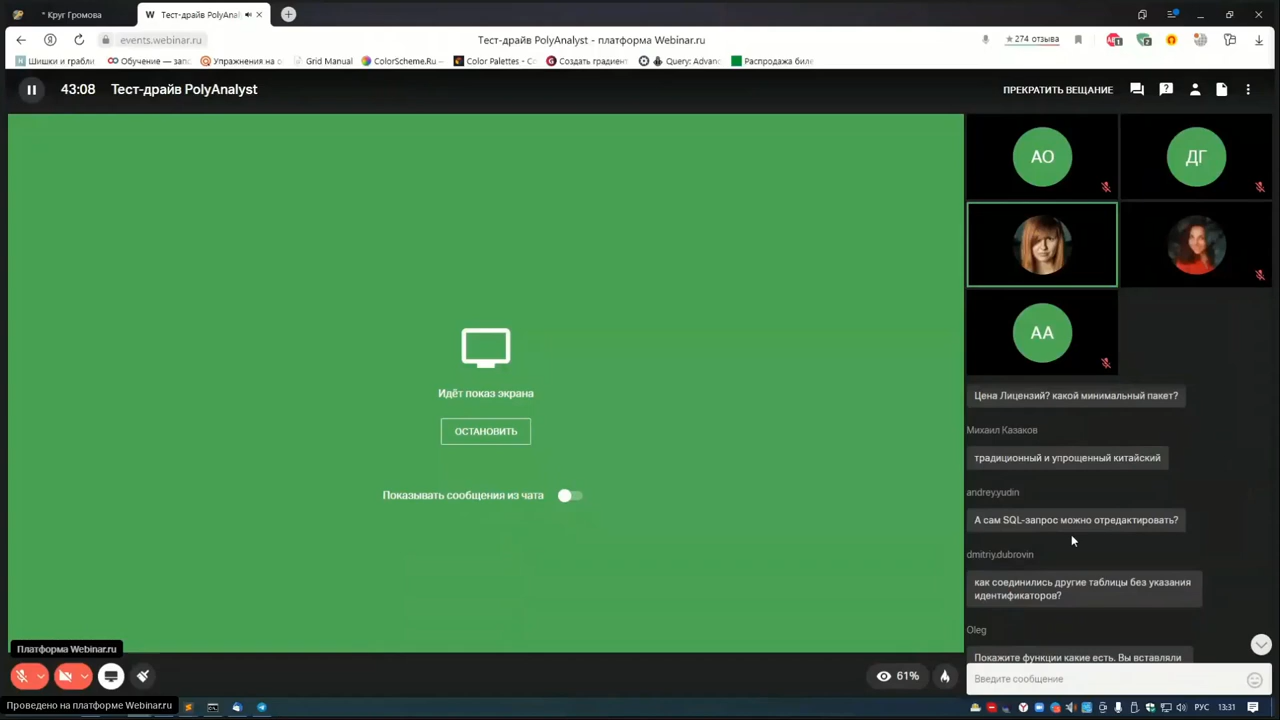 * Круг Громова
W Тест-драйв PolyAnalyst
events.webinar.ru
Тест-драйв PolyAnalyst - платформа Webinar.ru
★ 274 отзыва
Шишки и грабли
Обучение — запо
Упражнения на о
Grid Manual
ColorScheme.Ru —
Color Palettes - Co
Создать градиент
Query: Advanc
Распродажа биле
43:08
Тест-драйв PolyAnalyst
ПРЕКРАТИТЬ ВЕЩАНИЕ
АО
ДГ
АА
Идёт показ экрана
ОСТАНОВИТЬ
Показывать сообщения из чата
Цена Лицензий? какой минимальный пакет?
Михаил Казаков
традиционный и упрощенный китайский
andrey.yudin
А сам SQL-запрос можно отредактировать?
dmitriy.dubrovin
как соединились другие таблицы без указания
идентификаторов?
Oleg
Покажите функции какие есть. Вы вставляли
Введите сообщение
Платформа Webinar.ru
61%
Проведено на платформе Webinar.ru
РУС
13:31